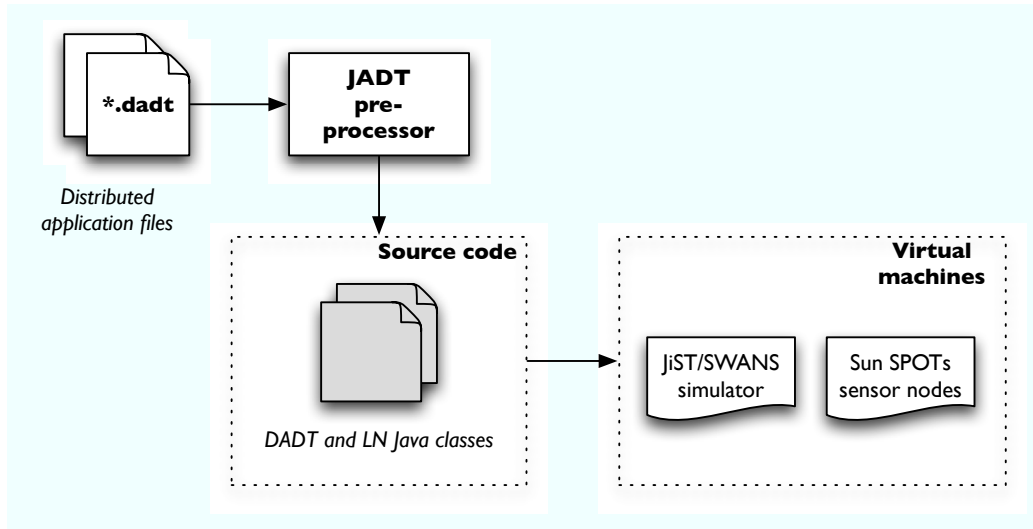 *.dadt
JADT
pre-
processor
Distributed
application files
Source code
DADT and LN Java classes
Virtual
machines
JiST/SWANS
simulator
Sun SPOTs
sensor nodes